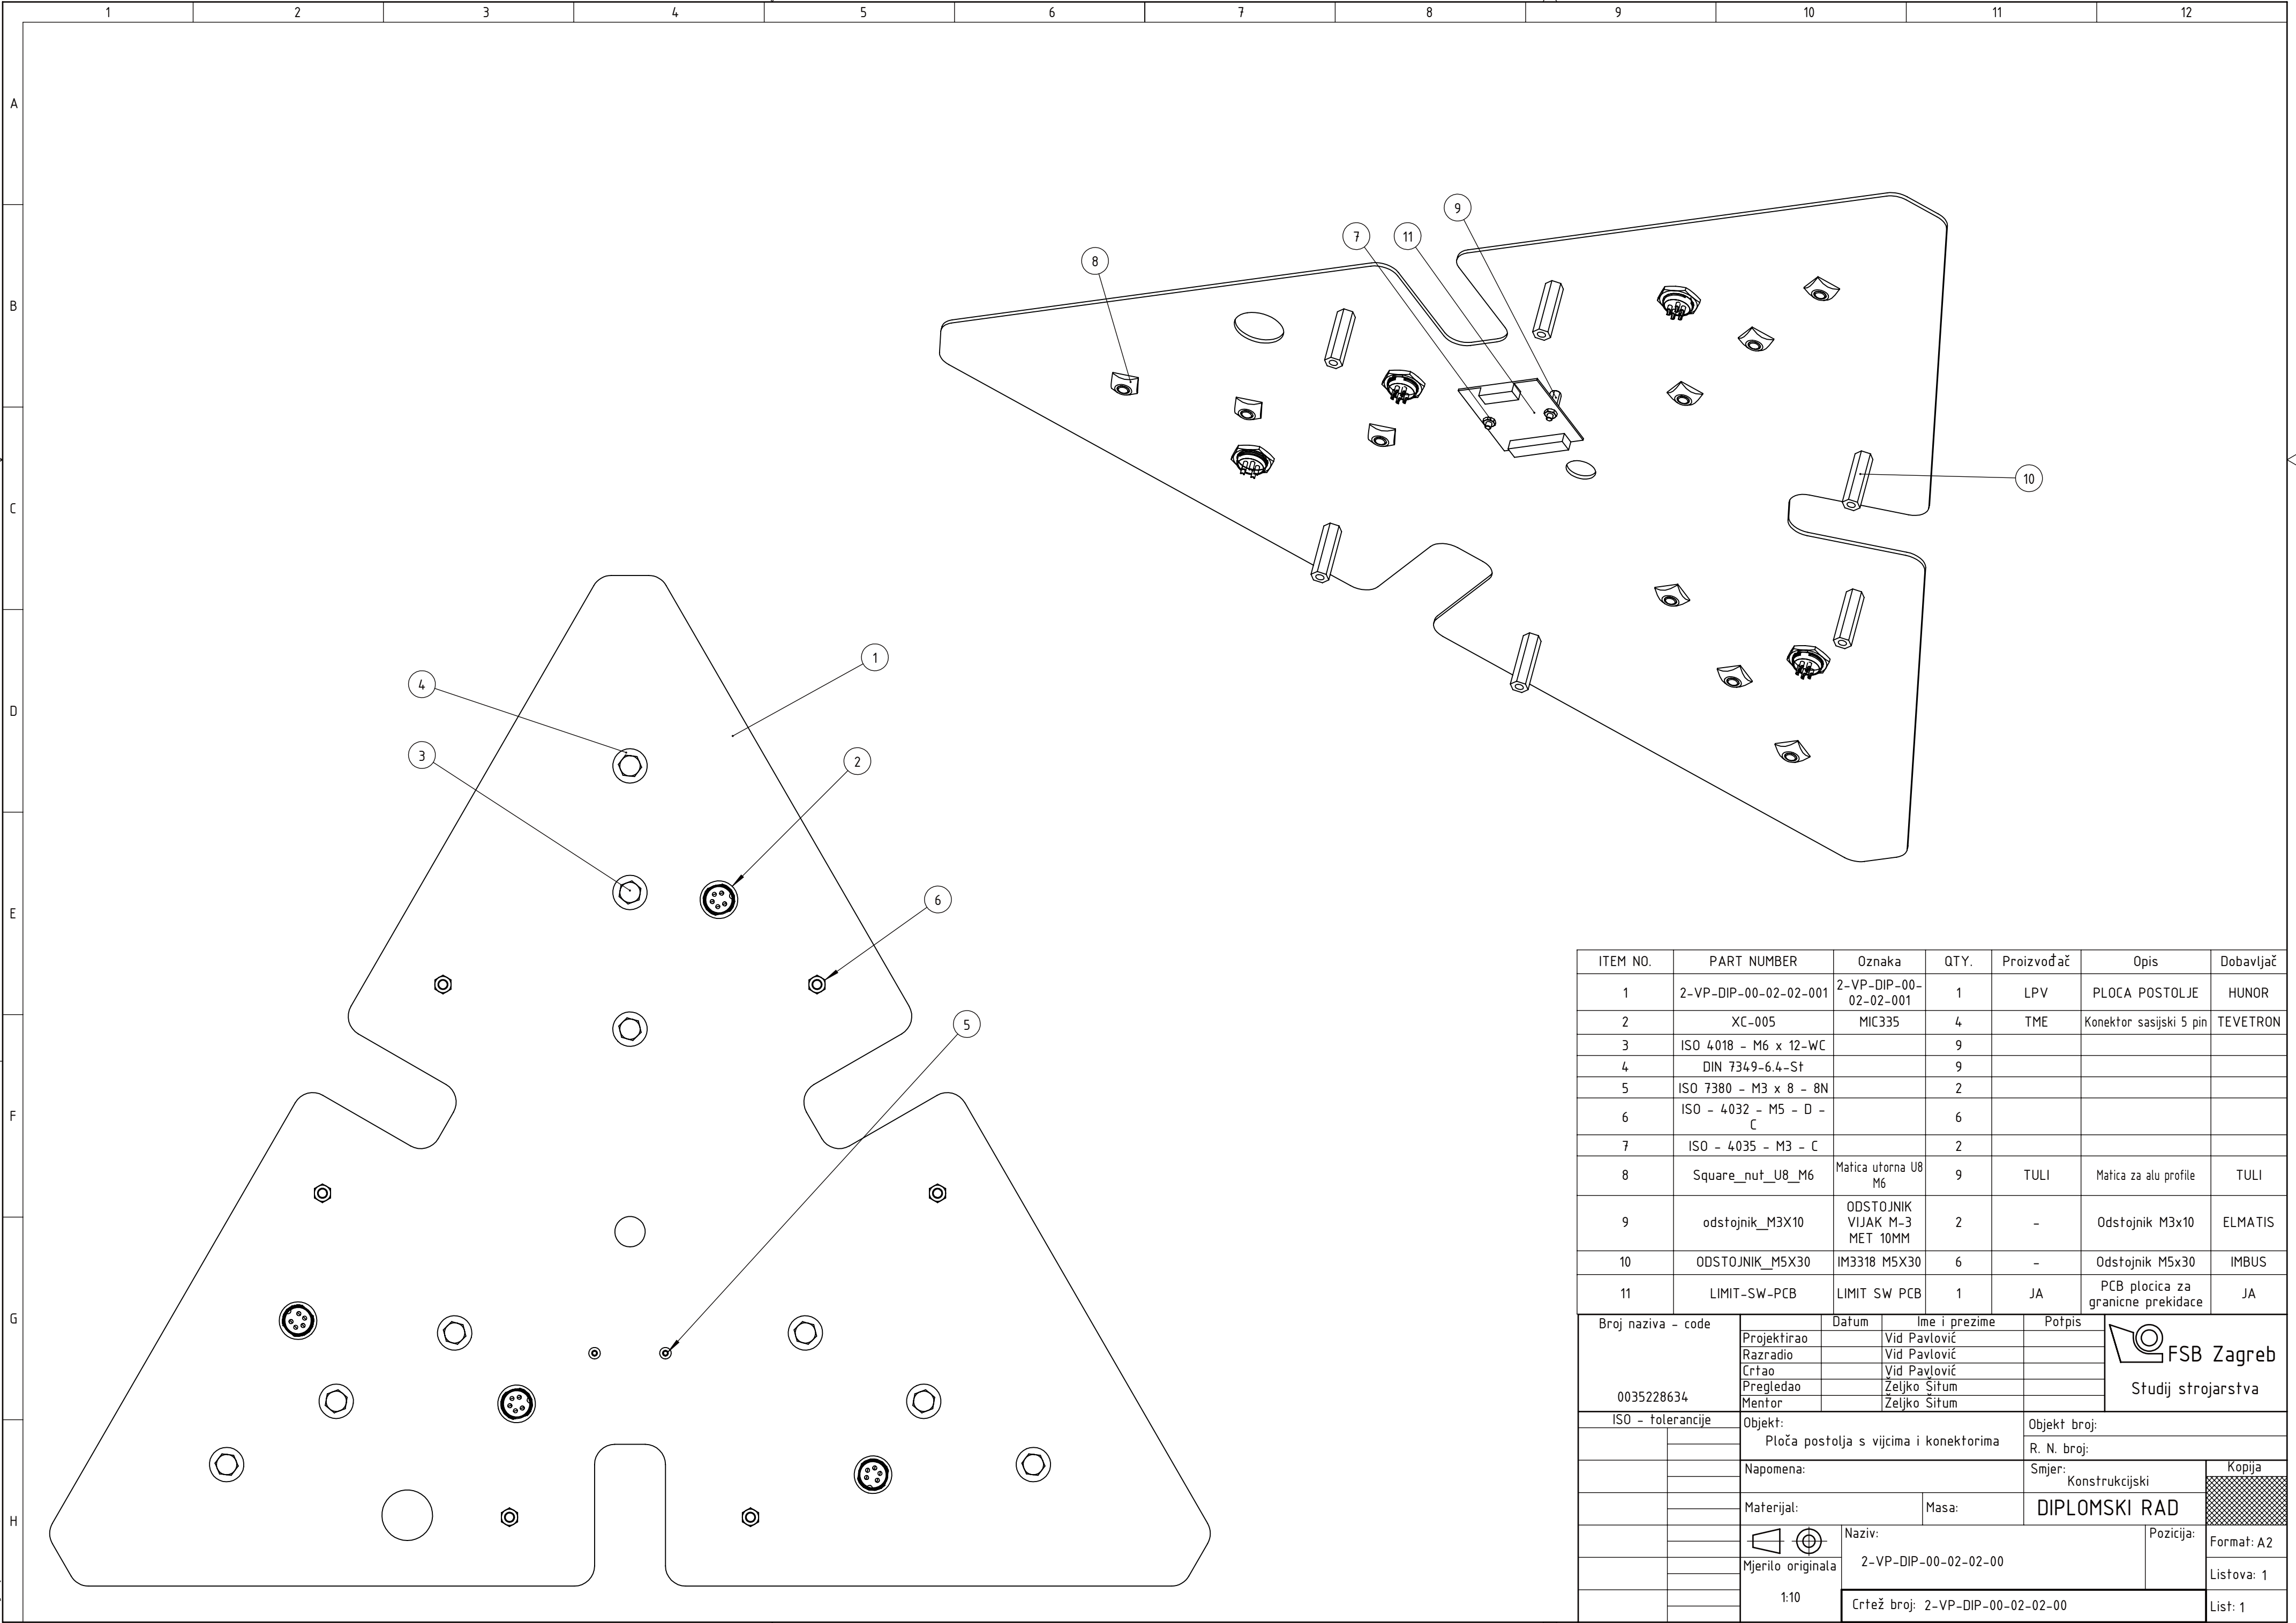 1 2 3 4 5 6 7 8 9 10 11 12
A
B
C
D
E
F
G
H
9
7
11
8
10
1
4
3
2
6
5
ITEM NO. PART NUMBER Oznaka QTY. Proizvođač Opis Dobavljač
1 2-VP-DIP-00-02-02-001 2-VP-DIP-00-
02-02-001 1 LPV PLOCA POSTOLJE HUNOR
2 XC-005 MIC335 4 TME Konektor sasijski 5 pin TEVETRON
3 ISO 4018 - M6 x 12-WC 9
4 DIN 7349-6.4-St 9
5 ISO 7380 - M3 x 8 - 8N 2
6 ISO - 4032 - M5 - D -
C 6
7 ISO - 4035 - M3 - C 2
8 Square_nut_U8_M6 Matica utorna U8
M6 9 TULI Matica za alu profile TULI
9 odstojnik_M3X10 ODSTOJNIK
VIJAK M-3
MET 10MM 2 - Odstojnik M3x10 ELMATIS
10 ODSTOJNIK_M5X30 IM3318 M5X30 6 - Odstojnik M5x30 IMBUS
11 LIMIT-SW-PCB LIMIT SW PCB 1 JA PCB plocica za
granicne prekidace JA
Broj naziva - code
0035228634
Datum Ime i prezime Potpis
Projektirao Vid Pavlović
Razradio Vid Pavlović
Crtao Vid Pavlović
Pregledao Željko Šitum
Mentor Željko Šitum
FSB Zagreb
Studij strojarstva
ISO - tolerancije
Objekt:
Ploča postolja s vijcima i konektorima
Objekt broj:
R. N. broj:
Napomena:
Smjer:
Konstrukcijski
Kopija
Materijal:
Masa:
DIPLOMSKI RAD
Naziv:
2-VP-DIP-00-02-02-00
Pozicija:
Format: A2
Mjerilo originala
1:10
Listova: 1
Crtež broj: 2-VP-DIP-00-02-02-00
List: 1